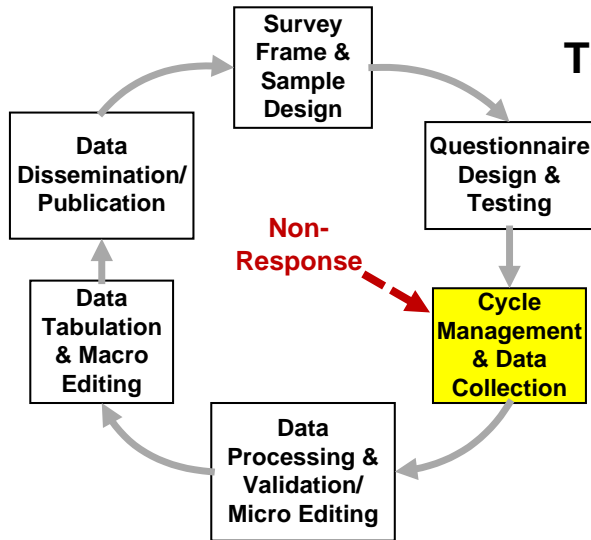 Survey
Frame &
Sample
Design
T
Questionnaire
Design &
Testing
Non-
Response
Cycle
Management
& Data
Collection
Data
Processing &
Validation/
Micro Editing
Data
Tabulation
& Macro
Editing
Data
Dissemination/
Publication